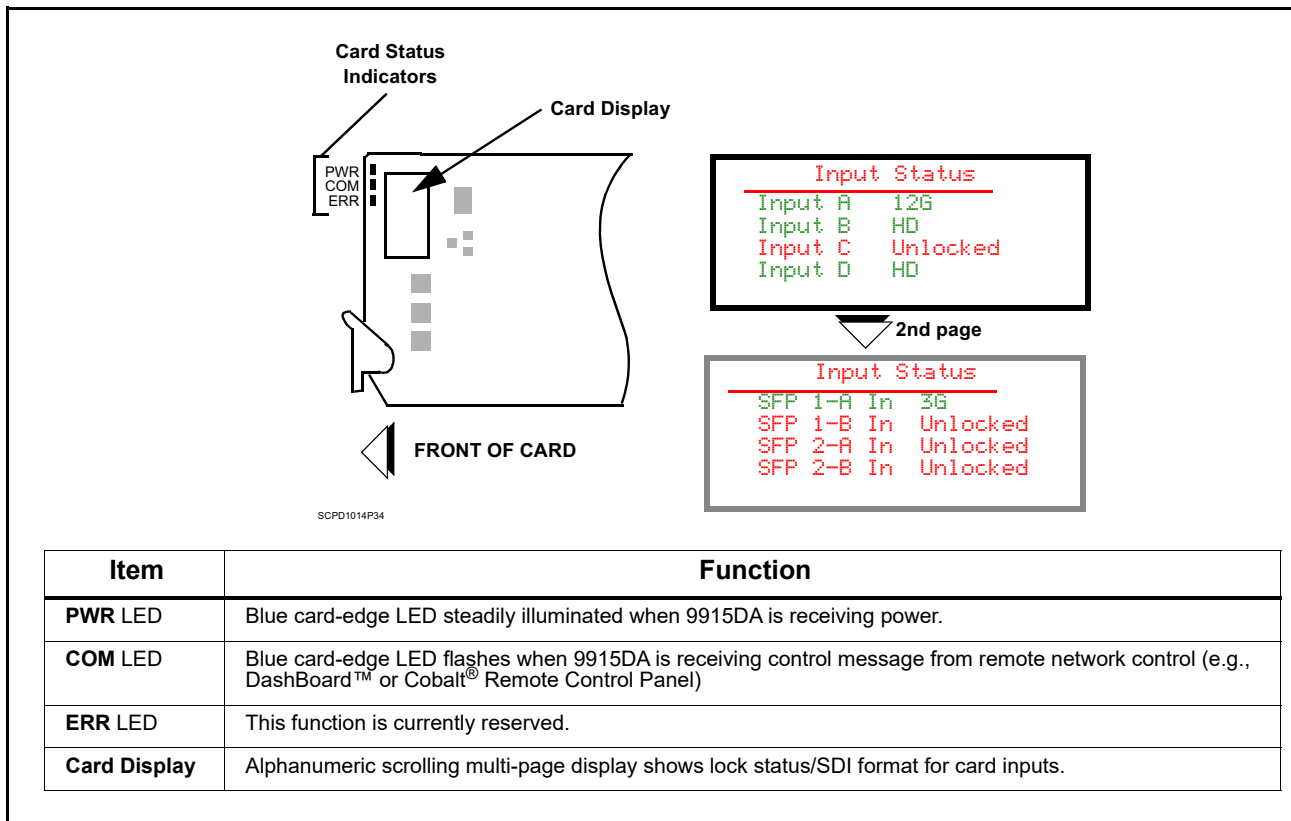 Card Status
Indicators
Card Display
PWR
COM
ERR
Input Status
Input A 12G
Input B HD
Input C Unlocked
Input D HD
2nd page
Input Status
SFP 1-A In 3G
SFP 1-B In Unlocked
SFP 2-A In Unlocked
SFP 2-B In Unlocked
FRONT OF CARD
SCPD1014P34
Item Function
PWR LED Blue card-edge LED steadily illuminated when 9915DA is receiving power.
COM LED Blue card-edge LED flashes when 9915DA is receiving control message from remote network control (e.g.,
DashBoard™ or Cobalt® Remote Control Panel)
ERR LED This function is currently reserved.
Card Display Alphanumeric scrolling multi-page display shows lock status/SDI format for card inputs.